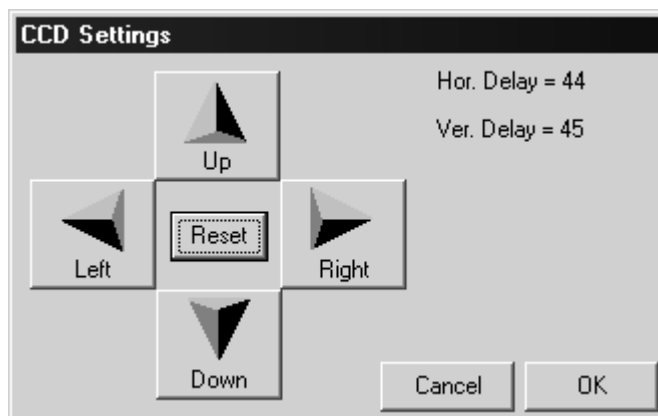 CCD Settings
Hor. Delay = 44
Ver. Delay = 45
Up
Left
Reset
Right
Down
Cancel
OK